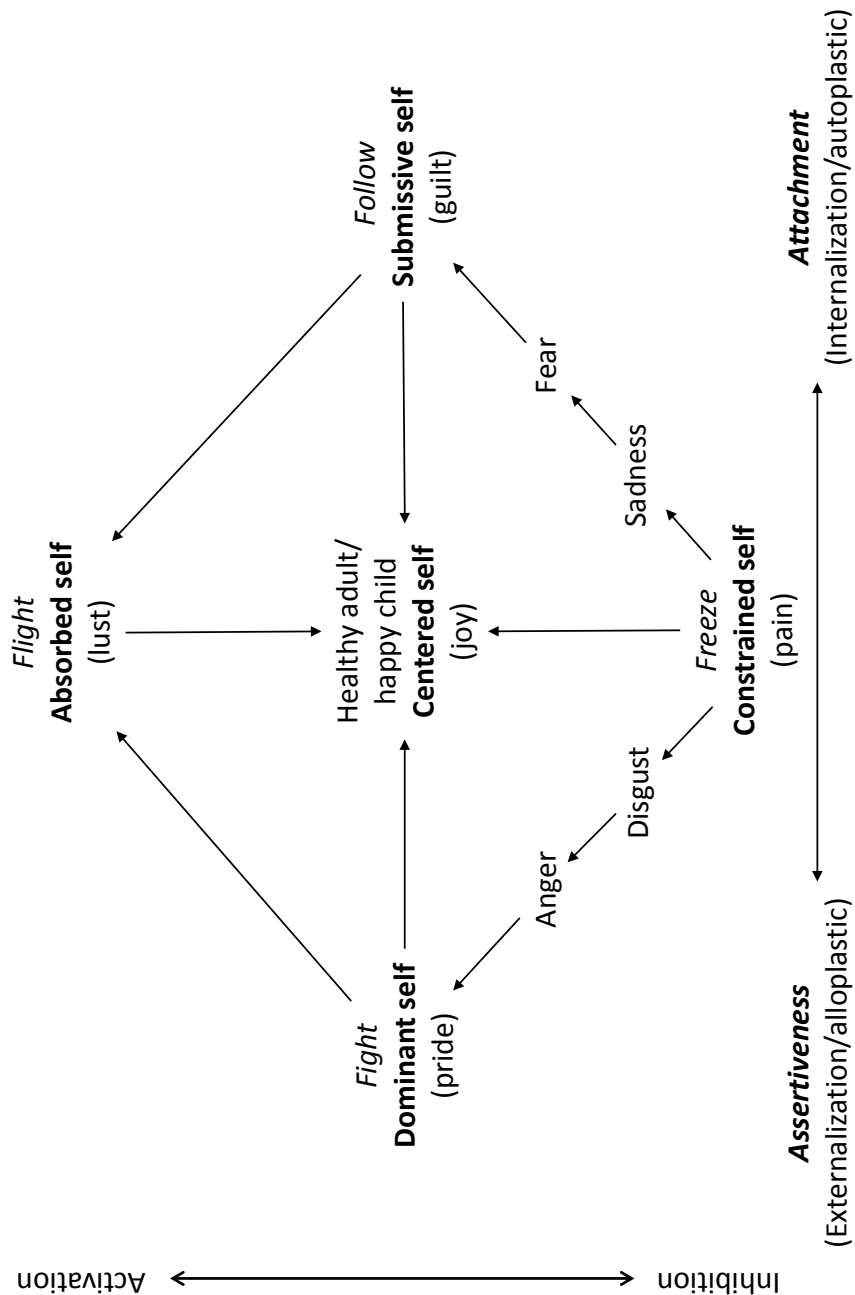 Flight
Absorbed self
(lust)
Activation
Fight
Dominant self
(pride)
Healthy adult/
happy child
Centered self
(joy)
Follow
Submissive self
(guilt)
Anger
Fear
Disgust
Sadness
Freeze
Constrained self
(pain)
Inhibition
Assertiveness
(Externalization/alloplastic)
Attachment
(Internalization/autoplastic)